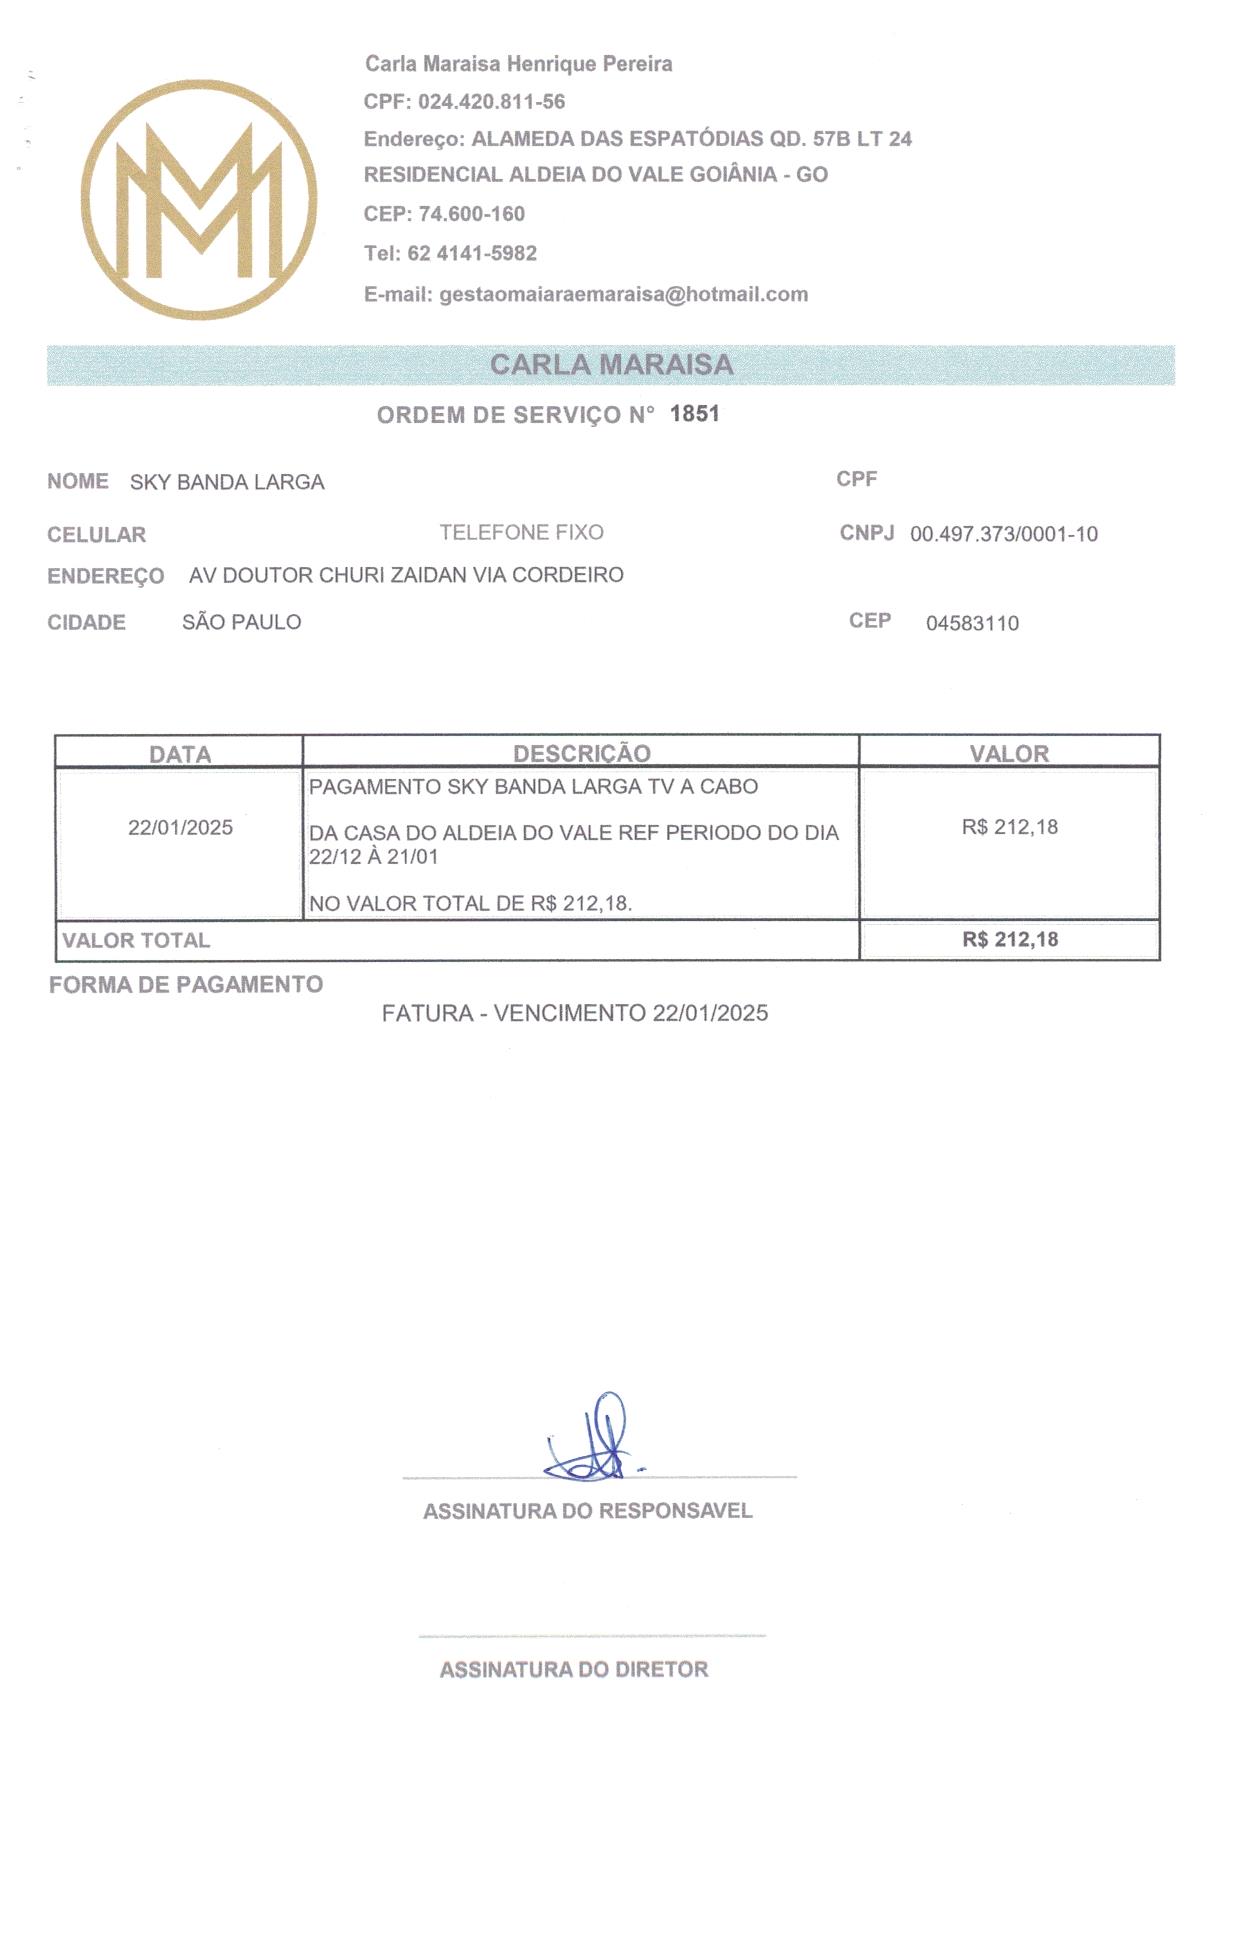 Carla Maraisa Henrique Pereira
CPF: 024.420.811-56
Endereço: ALAMEDA DAS ESPATÓDIAS QD. 57B LT 24
RESIDENCIAL ALDEIA DO VALE GOIÂNIA - GO
CEP: 74.600-160
Tel: 62 4141-5982
E-mail: gestaomaiaraemaraisa@hotmail.com
CARLA MARAISA
ORDEM DE SERVIÇO N° 1851
NOME SKY BANDA LARGA CPF
CELULAR TELEFONE FIXO CNPJ 00.497.373/0001-10
ENDEREÇO AV DOUTOR CHURI ZAIDAN VIA CORDEIRO
CIDADE SÃO PAULO CEP 04583110
DATA DESCRIÇÃO VALOR
PAGAMENTO SKY BANDA LARGA TV A CABO
22/01/2025 DA CASA DO ALDEIA DO VALE REF PERIODO DO DIA R$ 212,18
22/12 À 21/01
NO VALOR TOTAL DE R$ 212,18.
VALOR TOTAL R$ 212,18
FORMA DE PAGAMENTO
FATURA - VENCIMENTO 22/01/2025
ASSINATURA DO RESPONSAVEL
ASSINATURA DO DIRETOR